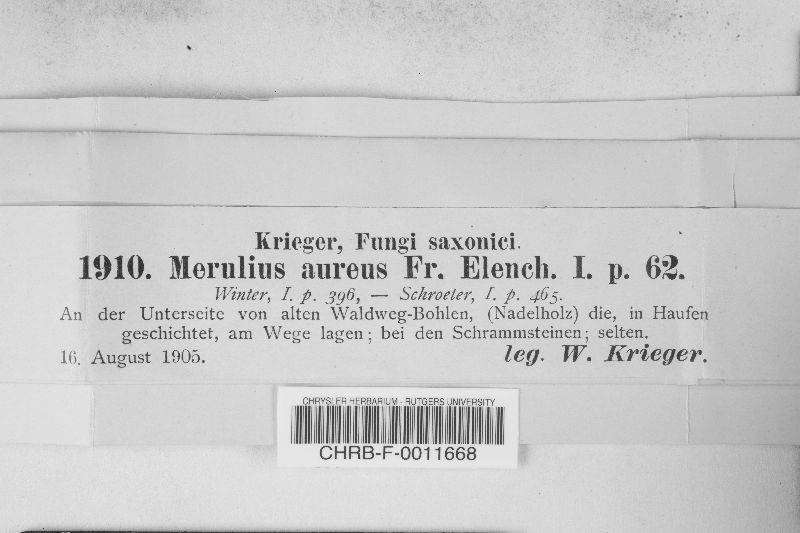 Krieger, Fungi saxonici.
1910. Merulius aureus Fr. Elench. I. p. 62.
Winter, I. p. 396, — Schroeter, I. p. 465.
An der Unterseite von alten Waldweg-Bohlen, (Nadelholz) die, in Haufen
geschichtet, am Wege lagen; bei den Schrammsteinen; selten.
16. August 1905. leg. W. Krieger.
CHRYSLER HERBARIUM - RUTGERS UNIVERSITY
CHRB-F-0011668